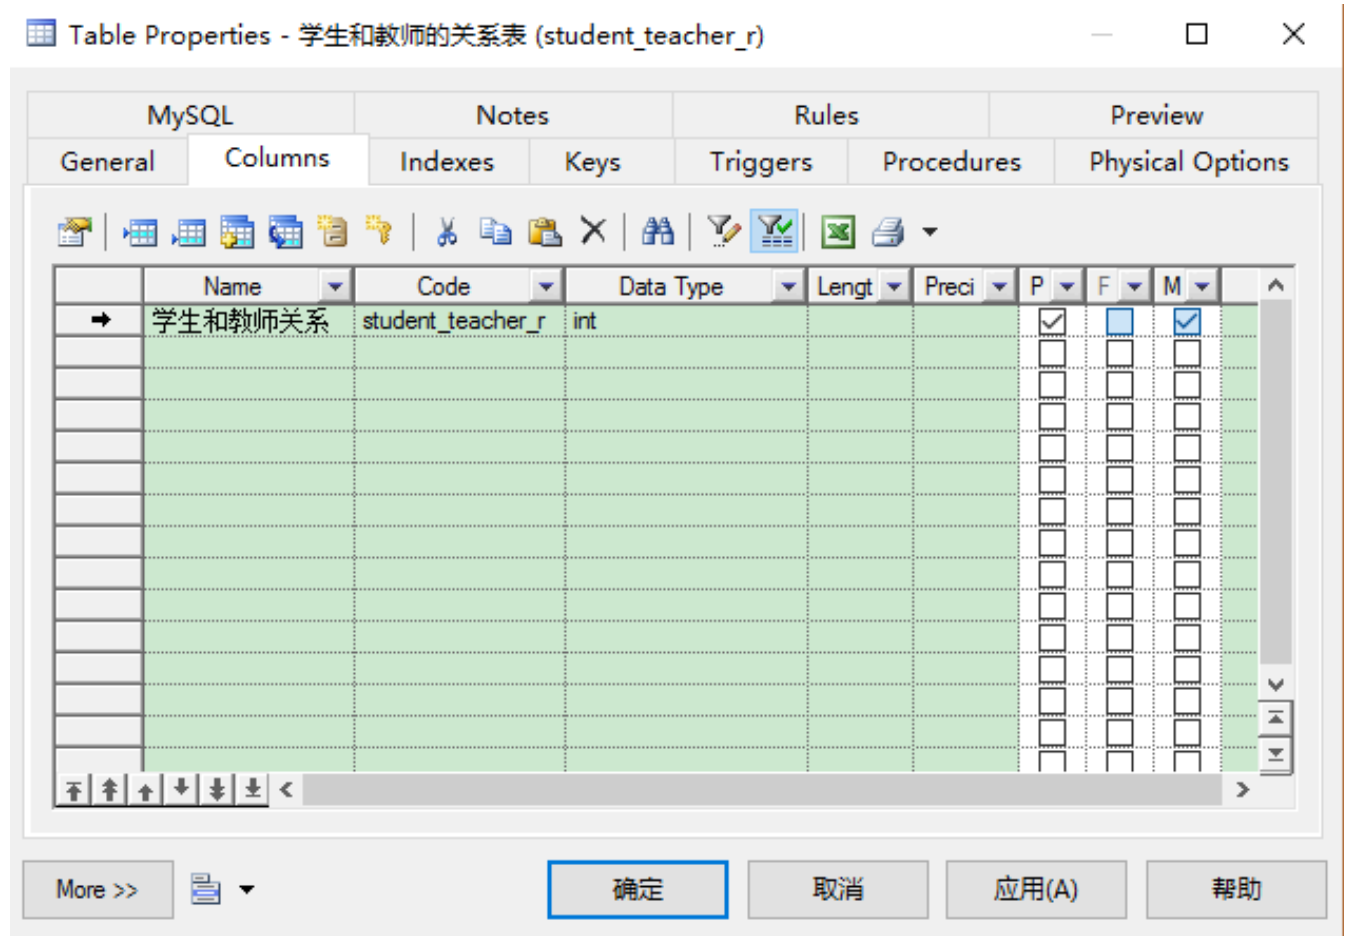 Table Properties - 学生和教师的关系表 (student_teacher_r)
MySQL Notes Rules Preview
General Columns Indexes Keys Triggers Procedures Physical Options
Name Code Data Type Lengt Preci P F M
学生和教师关系 student_teacher_r int
More >> 确定 取消 应用(A) 帮助